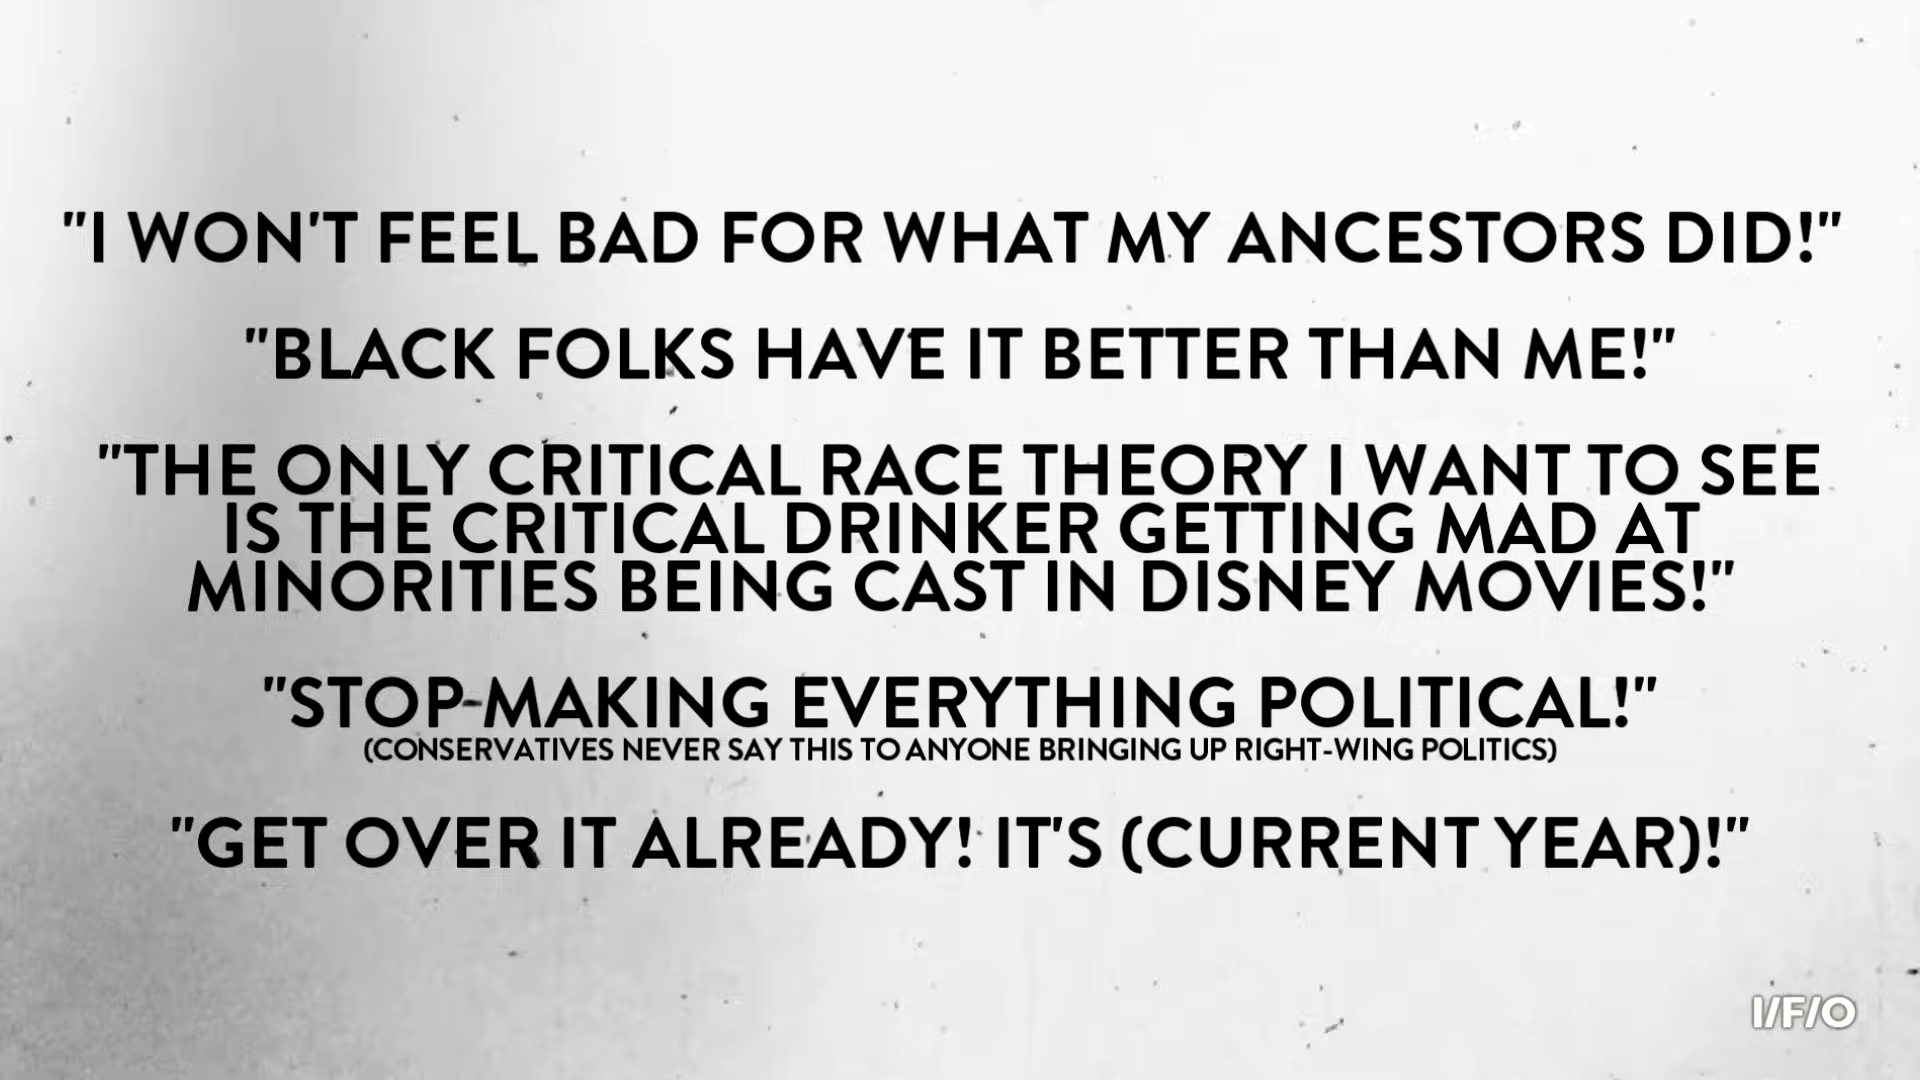 "I WON'T FEEL BAD FOR WHAT MY ANCESTORS DID!"
"BLACK FOLKS HAVE IT BETTER THAN ME!"
"THE ONLY CRITICAL RACE THEORY I WANT TO SEE
IS THE CRITICAL DRINKER GETTING MAD AT
MINORITIES BEING CAST IN DISNEY MOVIES!"
"STOP MAKING EVERYTHING POLITICAL!"
(CONSERVATIVES NEVER SAY THIS TO ANYONE BRINGING UP RIGHT-WING POLITICS)
"GET OVER IT ALREADY! IT'S (CURRENT YEAR)!"
I/F/O